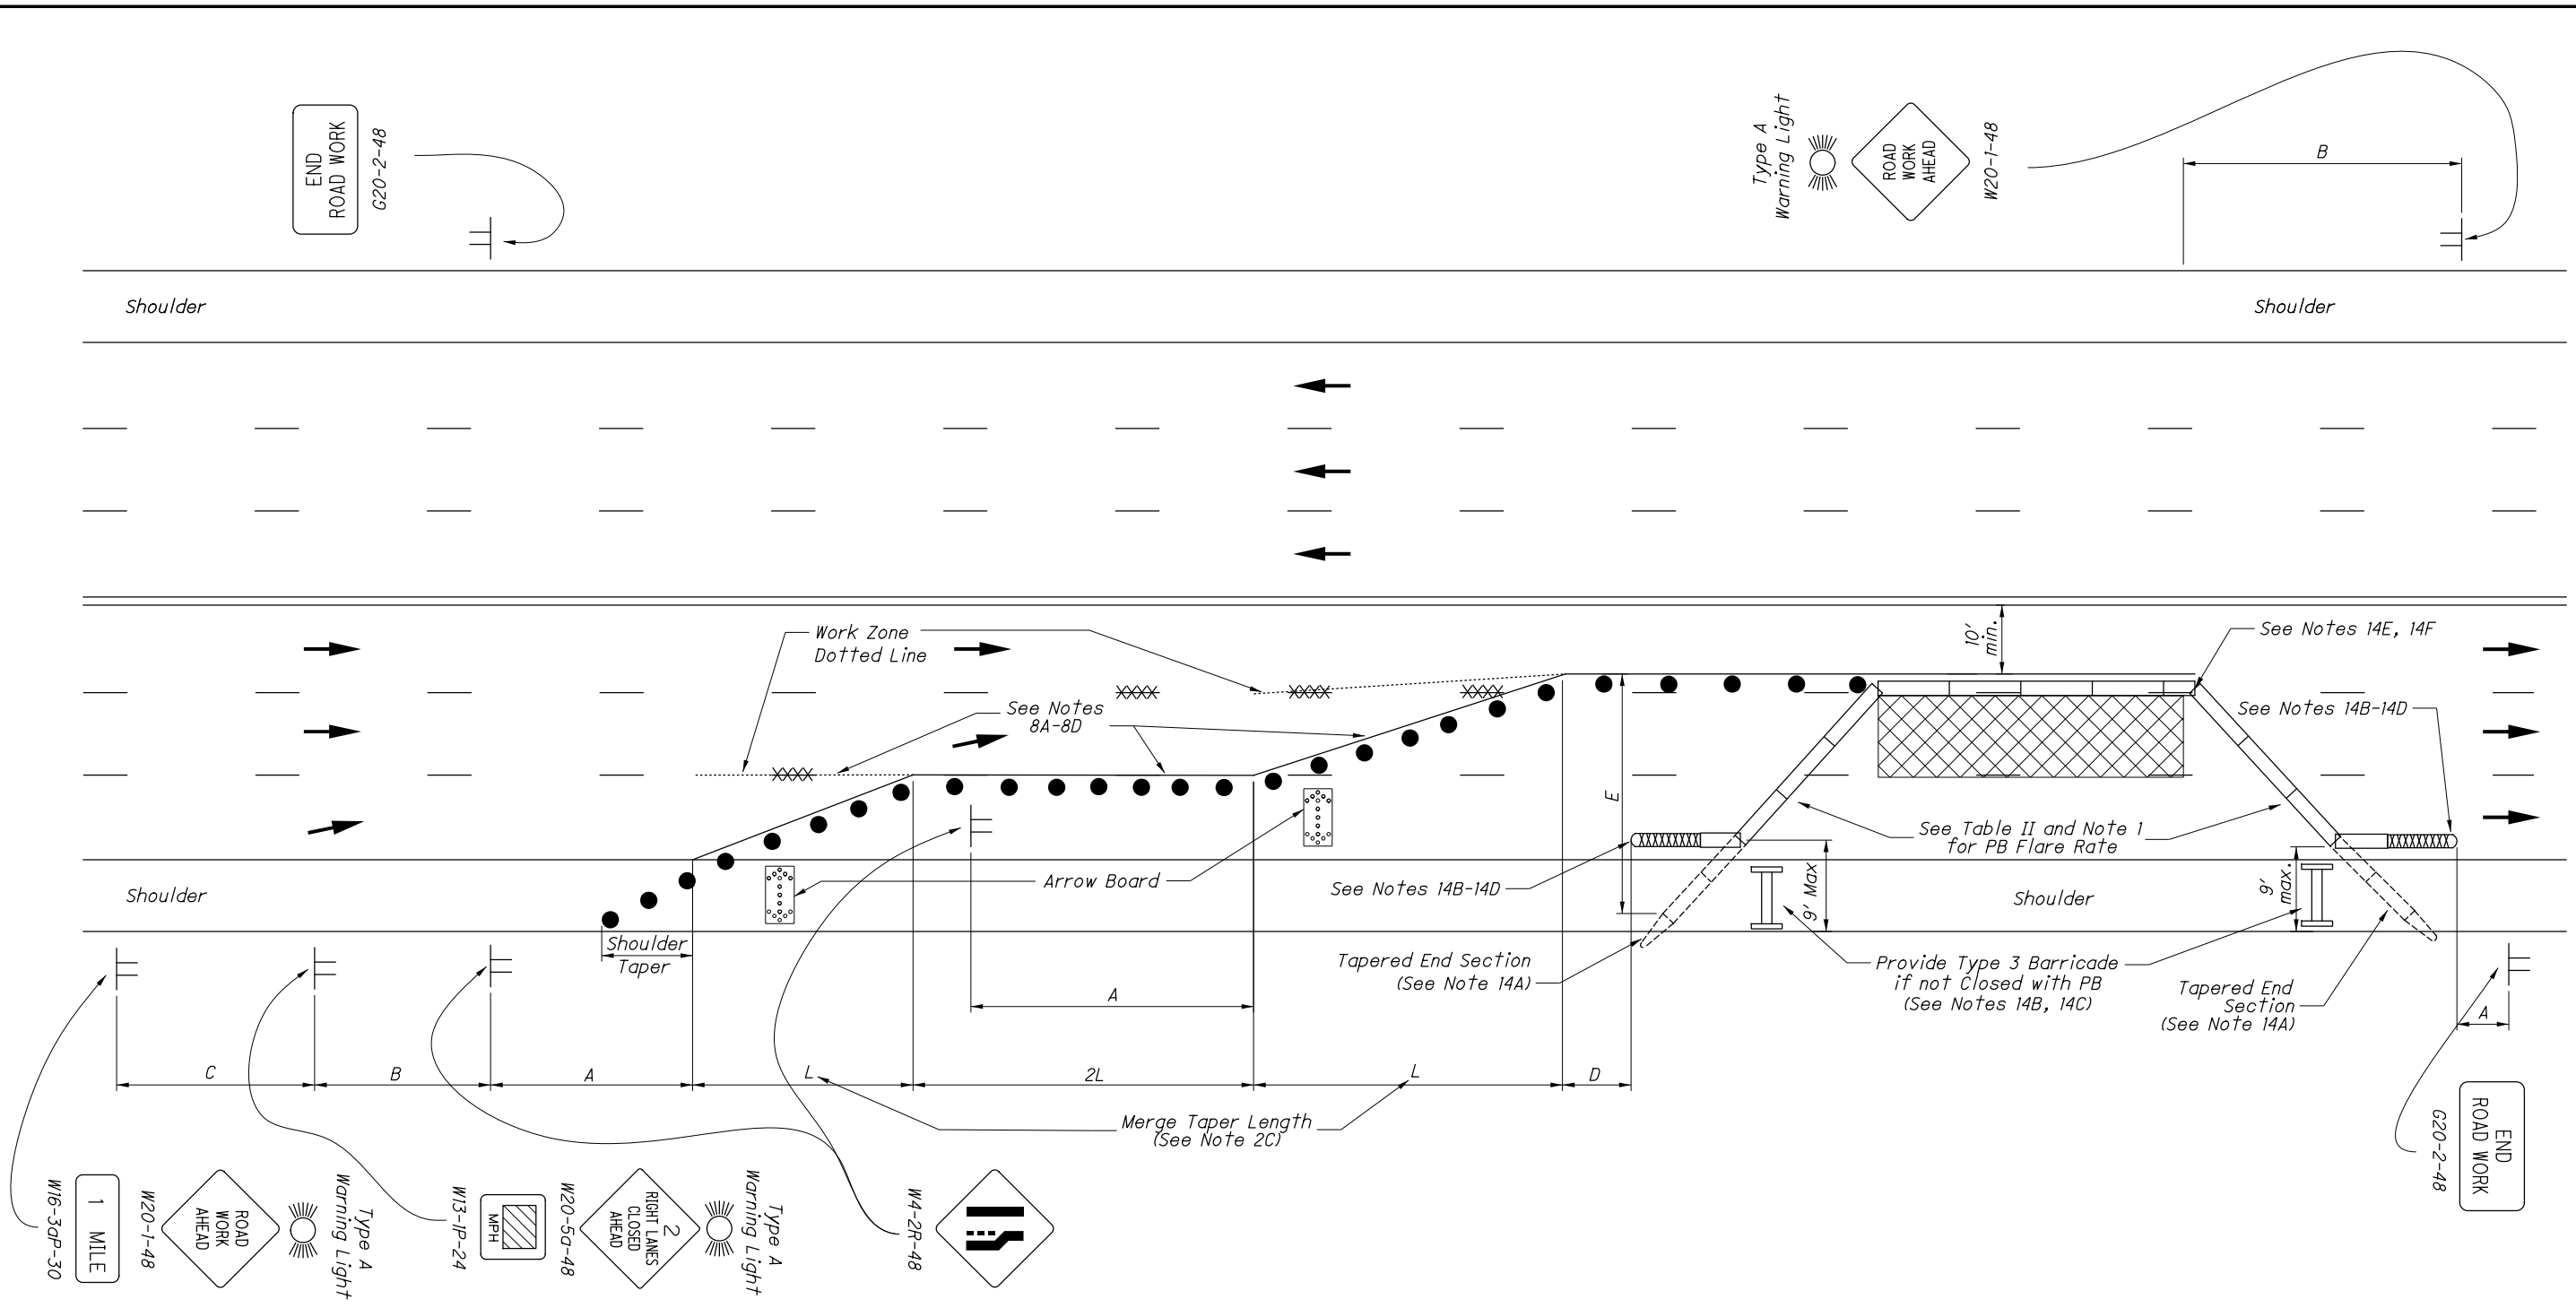 END
ROAD WORK
G20-2-48
Type A
Warning Light
ROAD
WORK
AHEAD
W20-1-48
B
Shoulder
Shoulder
Work Zone
Dotted Line
10'
min.
See Notes 14E, 14F
See Notes
8A-8D
See Notes 14B-14D
E
See Table II and Note 1
for PB Flare Rate
Arrow Board
See Notes 14B-14D
9' Max
9'
max.
Shoulder
Shoulder
Shoulder
Taper
Tapered End Section
(See Note 14A)
Provide Type 3 Barricade
if not Closed with PB
(See Notes 14B, 14C)
Tapered End
Section
(See Note 14A)
A
A
C
B
A
L
2L
L
D
Merge Taper Length
(See Note 2C)
W16-3aP-30
1 MILE
W20-1-48
ROAD
WORK
AHEAD
Type A
Warning Light
W13-1P-24
MPH
W20-5a-48
2
RIGHT LANES
CLOSED
AHEAD
Type A
Warning Light
W4-2R-48
G20-2-48
END
ROAD WORK